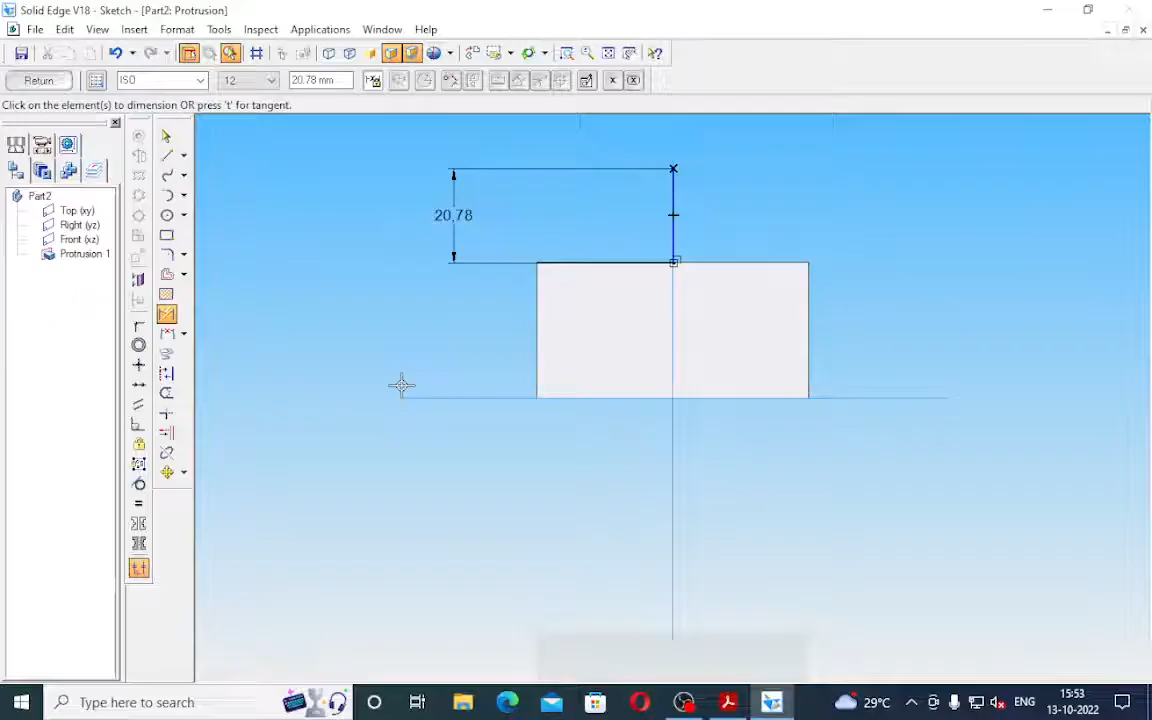 Solid Edge V18 - Sketch - [Part2: Protrusion]
File Edit View Insert Format Tools Inspect Applications Window Help
Return ISO 12 20.78 mm
Click on the element(s) to dimension OR press 't' for tangent.
Part2
Top (xy)
Right (yz)
Front (xz)
Protrusion 1
20,78
Type here to search
29°C
ENG
15:53
13-10-2022